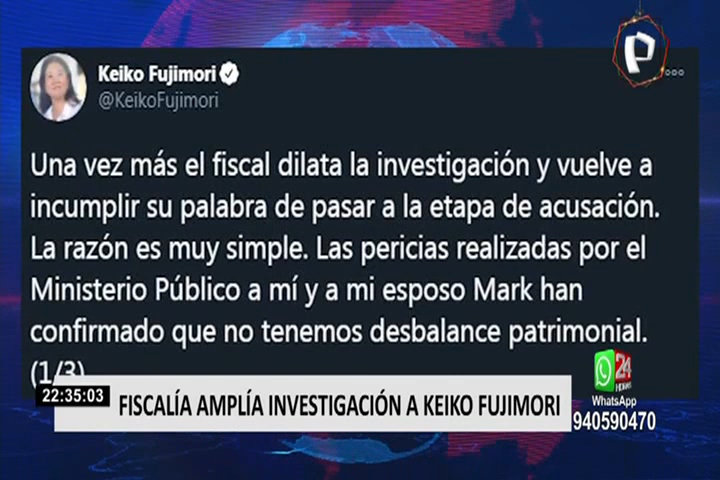 Keiko Fujimori
@KeikoFujimori
Una vez más el fiscal dilata la investigación y vuelve a
incumplir su palabra de pasar a la etapa de acusación.
La razón es muy simple. Las pericias realizadas por el
Ministerio Público a mí y a mi esposo Mark han
confirmado que no tenemos desbalance patrimonial.
(1/3)
22:35:03
FISCALÍA AMPLÍA INVESTIGACIÓN A KEIKO FUJIMORI
24
HORAS
WhatsApp
940590470